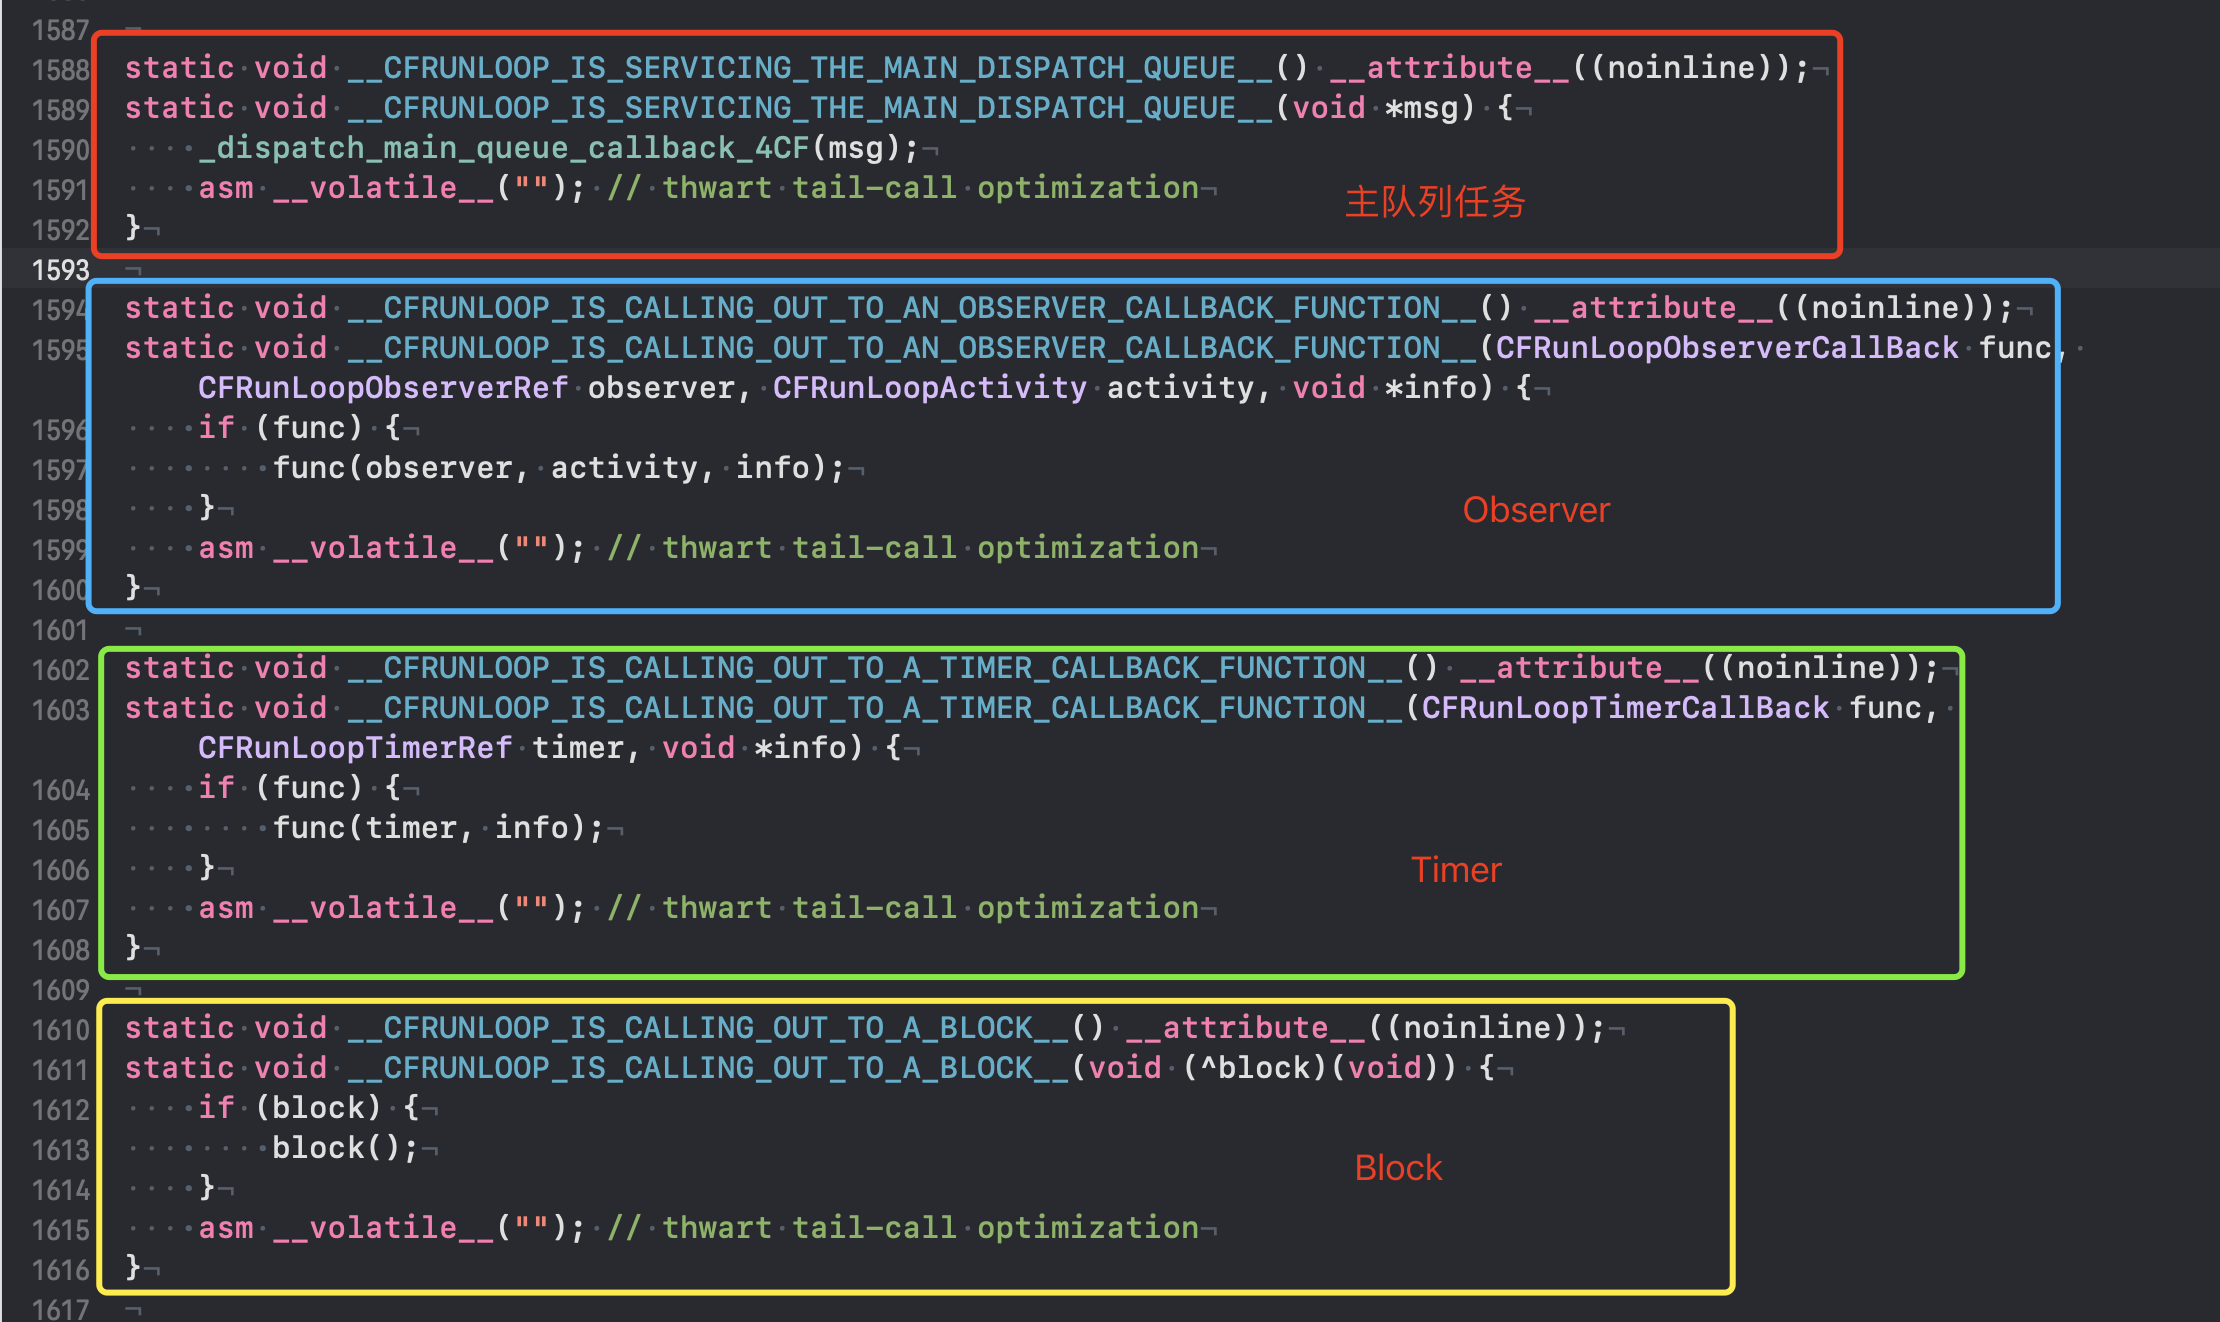 1587
1588 static void __CFRUNLOOP_IS_SERVICING_THE_MAIN_DISPATCH_QUEUE__() __attribute__((noinline));
1589 static void __CFRUNLOOP_IS_SERVICING_THE_MAIN_DISPATCH_QUEUE__(void *msg) {
1590     _dispatch_main_queue_callback_4CF(msg);
1591     asm __volatile__(""); // thwart tail-call optimization
主队列任务
1592 }
1593
1594 static void __CFRUNLOOP_IS_CALLING_OUT_TO_AN_OBSERVER_CALLBACK_FUNCTION__() __attribute__((noinline));
1595 static void __CFRUNLOOP_IS_CALLING_OUT_TO_AN_OBSERVER_CALLBACK_FUNCTION__(CFRunLoopObserverCallBack func,
    CFRunLoopObserverRef observer, CFRunLoopActivity activity, void *info) {
1596     if (func) {
1597         func(observer, activity, info);
1598     }
Observer
1599     asm __volatile__(""); // thwart tail-call optimization
1600 }
1601
1602 static void __CFRUNLOOP_IS_CALLING_OUT_TO_A_TIMER_CALLBACK_FUNCTION__() __attribute__((noinline));
1603 static void __CFRUNLOOP_IS_CALLING_OUT_TO_A_TIMER_CALLBACK_FUNCTION__(CFRunLoopTimerCallBack func,
    CFRunLoopTimerRef timer, void *info) {
1604     if (func) {
1605         func(timer, info);
1606     }
Timer
1607     asm __volatile__(""); // thwart tail-call optimization
1608 }
1609
1610 static void __CFRUNLOOP_IS_CALLING_OUT_TO_A_BLOCK__() __attribute__((noinline));
1611 static void __CFRUNLOOP_IS_CALLING_OUT_TO_A_BLOCK__(void (^block)(void)) {
1612     if (block) {
1613         block();
Block
1614     }
1615     asm __volatile__(""); // thwart tail-call optimization
1616 }
1617